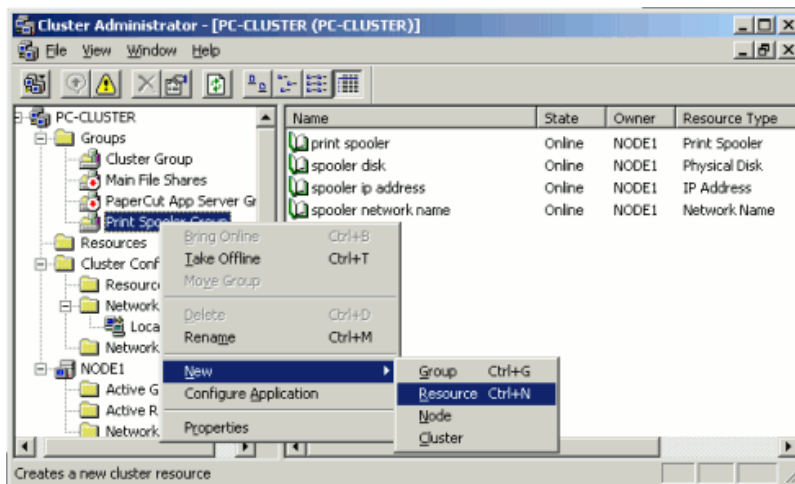 Cluster Administrator - [PC-CLUSTER (PC-CLUSTER)]
File View Window Help
PC-CLUSTER
Groups
Cluster Group
Main File Shares
PaperCut App Server Gr
Print Spooler Group
Resources
Cluster Conf
Resourc
Network
Loca
Network
NODE1
Active G
Active R
Network
Name State Owner Resource Type
print spooler Online NODE1 Print Spooler
spooler disk Online NODE1 Physical Disk
spooler ip address Online NODE1 IP Address
spooler network name Online NODE1 Network Name
Bring Online Ctrl+B
Take Offline Ctrl+T
Move Group
Delete Ctrl+D
Rename Ctrl+M
New
Configure Application
Properties
Group Ctrl+G
Resource Ctrl+N
Node
Cluster
Creates a new cluster resource